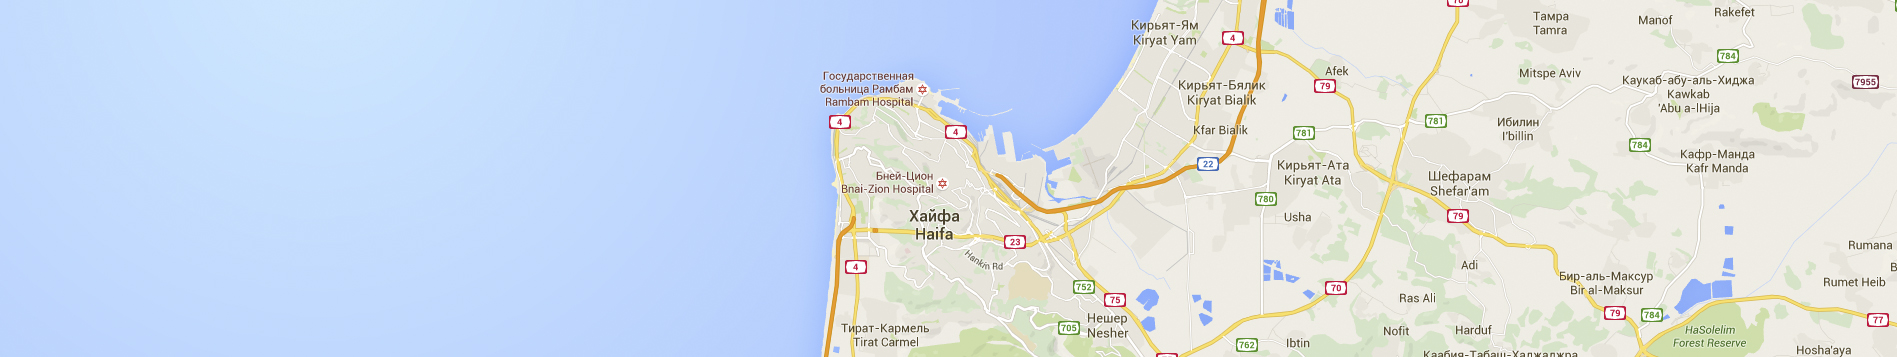 70
Тамра
Tamra
Manof
Rakefet
Кирьят-Ям
Kiryat Yam
4
784
Afek
Mitspe Aviv
Каукаб-абу-аль-Хиджа
Kawkab
'Abu a-lHija
7955
Государственная
больница Рамбам
Rambam Hospital
Кирьят-Бялик
Kiryat Bialik
79
4
4
Kfar Bialik
781
781
Ибилин
I'billin
784
22
Кирьят-Ата
Kiryat Ata
Кафр-Манда
Kafr Manda
Бней-Цион
Bnai-Zion Hospital
Шефарам
Shefar'am
780
Хайфа
Haifa
Usha
79
23
Hankin Rd
Rumana
4
Adi
Бир-аль-Максур
Bir al-Maksur
Rumet Heib
B
752
75
70
Ras Ali
79
784
77
Тират-Кармель
Tirat Carmel
705
Нешер
Nesher
762
Ibtin
Nofit
Harduf
HaSolelim
Forest Reserve
Каабия-Табаш-Хаджаджра
Hosha'aya